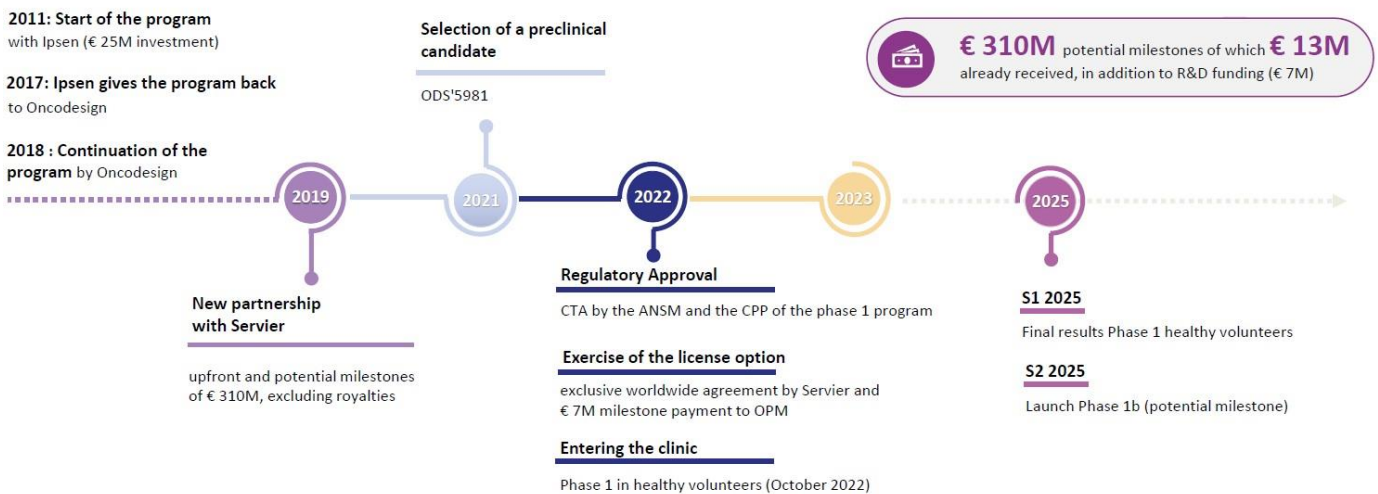 2011: Start of the program
with Ipsen (€ 25M investment)
2017: Ipsen gives the program back
to Oncodesign
2018 : Continuation of the
program by Oncodesign
Selection of a preclinical
candidate
ODS'5981
€ 310M potential milestones of which € 13M
already received, in addition to R&D funding (€ 7M)
2019
2021
2022
2023
2025
New partnership
with Servier
upfront and potential milestones
of € 310M, excluding royalties
Regulatory Approval
CTA by the ANSM and the CPP of the phase 1 program
Exercise of the license option
exclusive worldwide agreement by Servier and
€ 7M milestone payment to OPM
Entering the clinic
Phase 1 in healthy volunteers (October 2022)
S1 2025
Final results Phase 1 healthy volunteers
S2 2025
Launch Phase 1b (potential milestone)